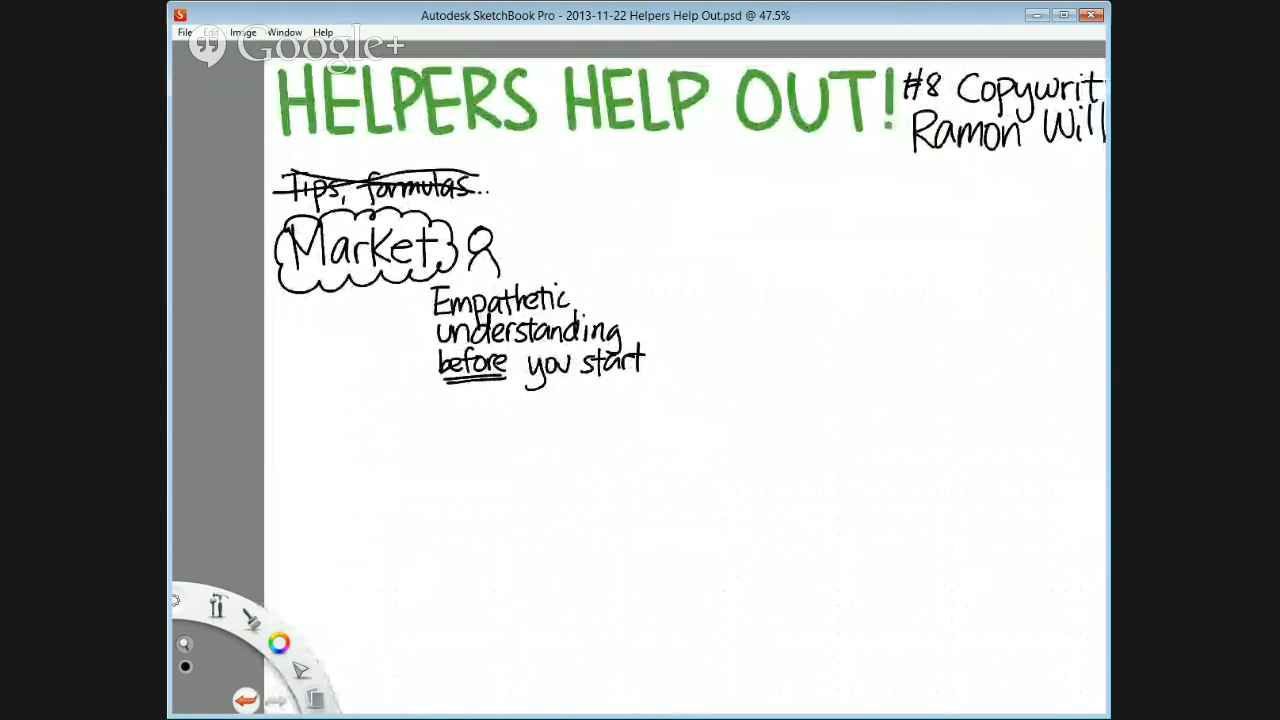 Autodesk SketchBook Pro - 2013-11-22 Helpers Help Out.psd @ 47.5%
File Edit Image Window Help
Google+
HELPERS HELP OUT!
#8 Copywrit
Ramon Will
Tips, formulas...
Market
Empathetic
understanding
before you start